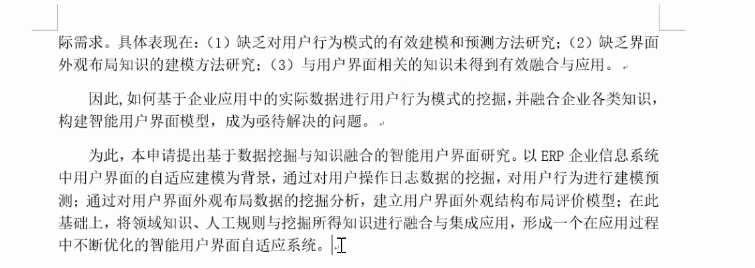 际需求。具体表现在：（1）缺乏对用户行为模式的有效建模和预测方法研究；（2）缺乏界面
外观布局知识的建模方法研究；（3）与用户界面相关的知识未得到有效融合与应用。
因此,如何基于企业应用中的实际数据进行用户行为模式的挖掘,并融合企业各类知识，
构建智能用户界面模型，成为亟待解决的问题。
为此，本申请提出基于数据挖掘与知识融合的智能用户界面研究。以 ERP 企业信息系统
中用户界面的自适应建模为背景，通过对用户操作日志数据的挖掘，对用户行为进行建模预
测；通过对用户界面外观布局数据的挖掘分析，建立用户界面外观结构布局评价模型；在此
基础上，将领域知识、人工规则与挖掘所得知识进行融合与集成应用，形成一个在应用过程
中不断优化的智能用户界面自适应系统。